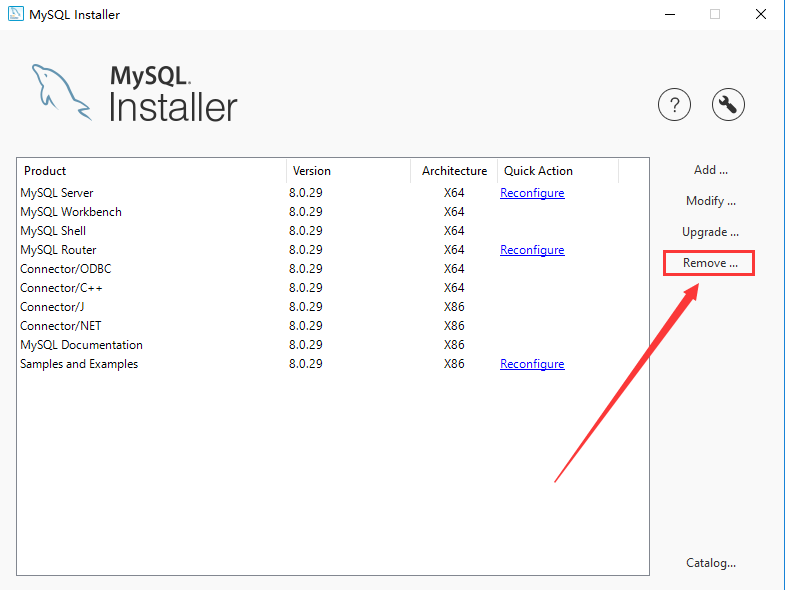 MySQL Installer
MySQL.
Installer
?
Product Version Architecture Quick Action
MySQL Server 8.0.29 X64 Reconfigure
MySQL Workbench 8.0.29 X64
MySQL Shell 8.0.29 X64
MySQL Router 8.0.29 X64 Reconfigure
Connector/ODBC 8.0.29 X64
Connector/C++ 8.0.29 X64
Connector/J 8.0.29 X86
Connector/NET 8.0.29 X86
MySQL Documentation 8.0.29 X86
Samples and Examples 8.0.29 X86 Reconfigure
Add ...
Modify ...
Upgrade ...
Remove ...
Catalog...